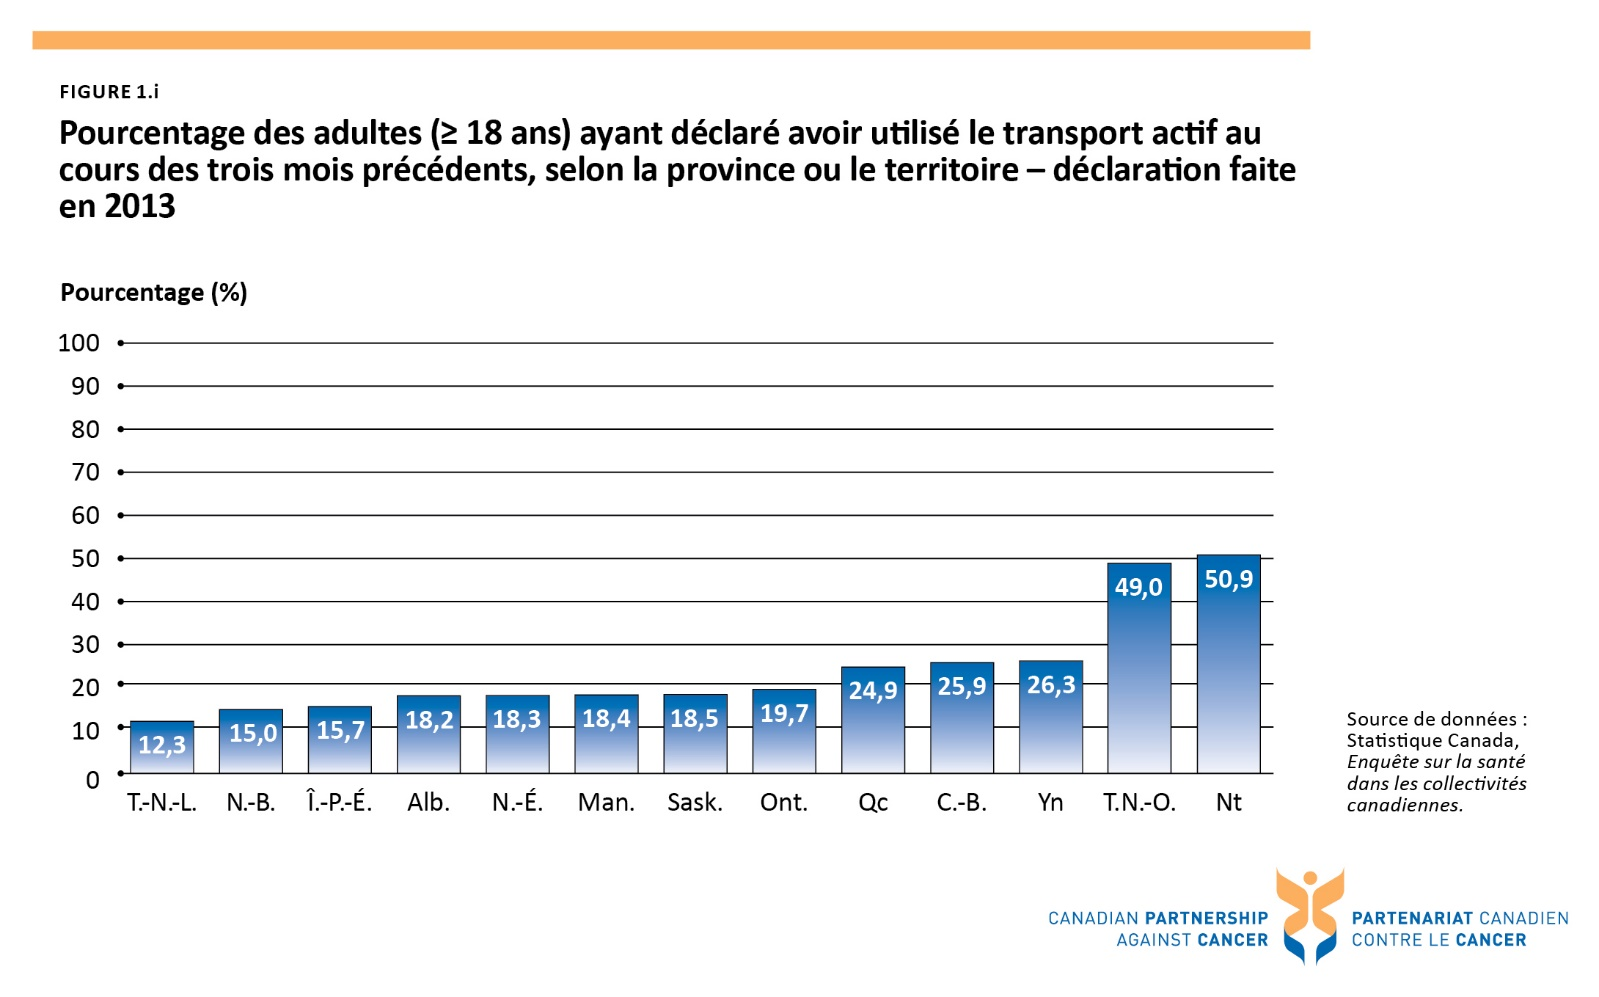 FIGURE 1.i
Pourcentage des adultes (≥ 18 ans) ayant déclaré avoir utilisé le transport actif au
cours des trois mois précédents, selon la province ou le territoire – déclaration faite
en 2013
Pourcentage (%)
100
90
80
70
60
50
40
30
20
10
0
12,3
15,0
15,7
18,2
18,3
18,4
18,5
19,7
24,9
25,9
26,3
49,0
50,9
T.-N.-L.
N.-B.
Î.-P.-É.
Alb.
N.-É.
Man.
Sask.
Ont.
Qc
C.-B.
Yn
T.N.-O.
Nt
Source de données :
Statistique Canada,
Enquête sur la santé
dans les collectivités
canadiennes.
CANADIAN PARTNERSHIP
AGAINST CANCER
PARTENARIAT CANADIEN
CONTRE LE CANCER